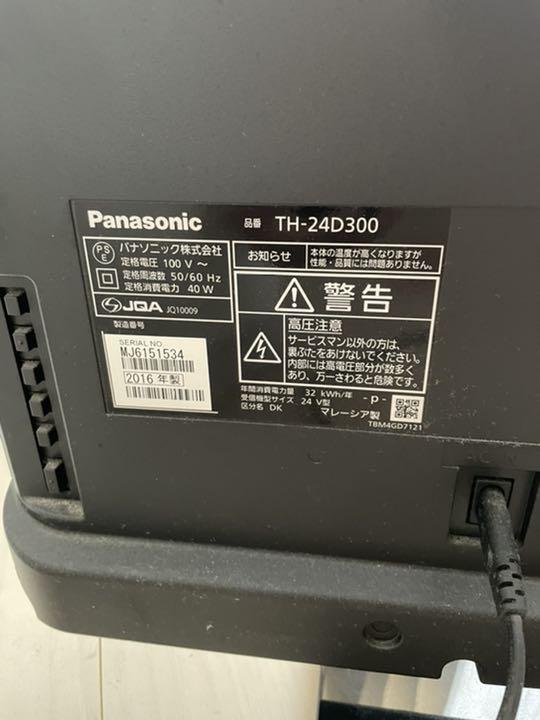 Panasonic
品番 TH-24D300
PS
E
パナソニック株式会社
定格電圧 100 V ～
定格周波数 50/60 Hz
定格消費電力 40 W
JQA JQ10009
製造番号
SERIAL NO.
MJ6151534
2016 年製
お知らせ
本体の温度が高くなりますが
性能・品質には問題ありません。
警告
高圧注意
サービスマン以外の方は、
裏ぶたをあけないでください。
内部には高電圧部分が数多く
あり、万一さわると危険です。
年間消費電力量 32 kWh/年
受信機型サイズ 24 V型
区分名 DK
-p-
マレーシア製
TBM4GD7121
AC IN